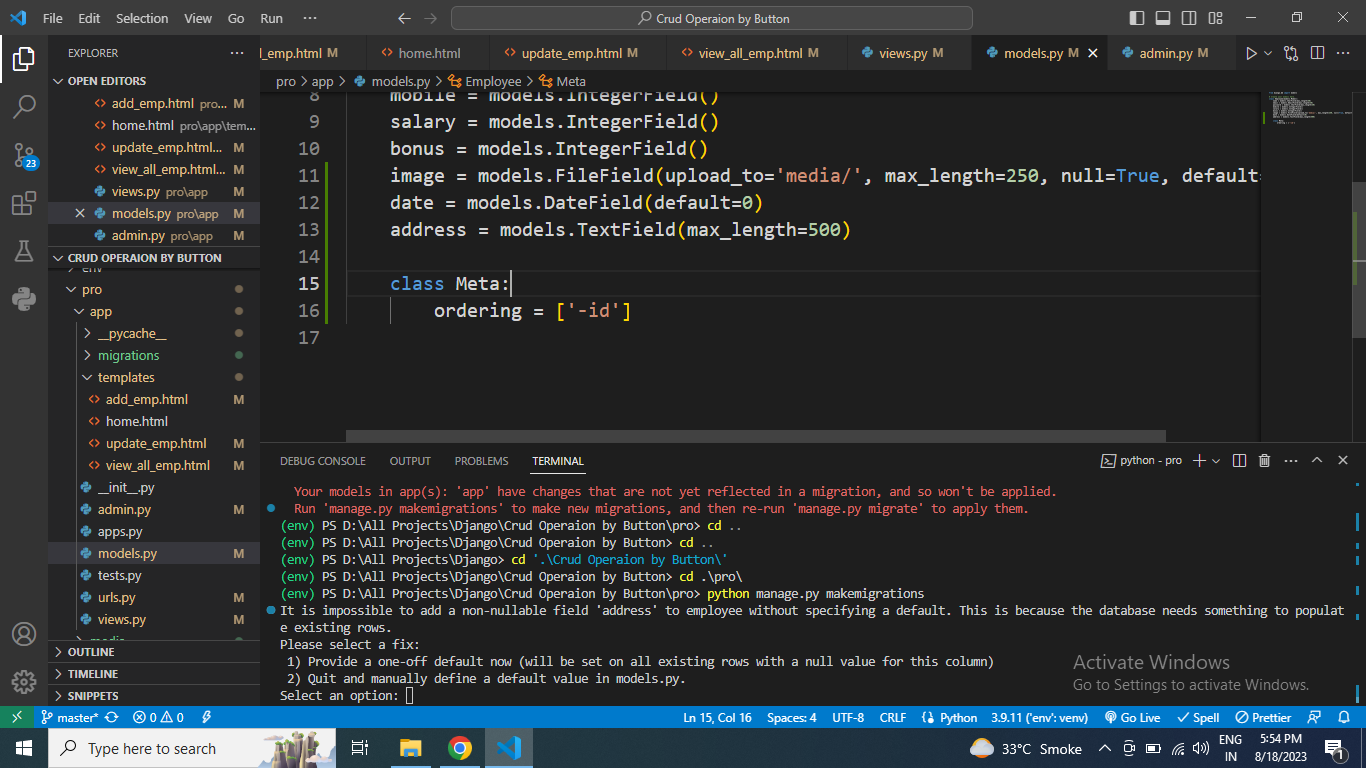 File Edit Selection View Go Run ··· Crud Operaion by Button
EXPLORER ···
l_emp.html M home.html update_emp.html M view_all_emp.html M views.py M models.py M admin.py M ···
pro > app > models.py > Employee > Meta
OPEN EDITORS
add_emp.html pro... M
home.html pro\app\tem...
update_emp.html... M
view_all_emp.html... M
views.py pro\app M
models.py pro\app M
admin.py pro\app M
CRUD OPERAION BY BUTTON
env
pro
app
__pycache__
migrations
templates
add_emp.html M
home.html
update_emp.html M
view_all_emp.html M
__init__.py
admin.py M
apps.py
models.py M
tests.py
urls.py M
views.py M
media
OUTLINE
TIMELINE
SNIPPETS
23
8 mobile = models.IntegerField()
9 salary = models.IntegerField()
10 bonus = models.IntegerField()
11 image = models.FileField(upload_to='media/', max_length=250, null=True, default=
12 date = models.DateField(default=0)
13 address = models.TextField(max_length=500)
14
15 class Meta:
16 ordering = ['-id']
17
DEBUG CONSOLE OUTPUT PROBLEMS TERMINAL python - pro ···
Your models in app(s): 'app' have changes that are not yet reflected in a migration, and so won't be applied.
Run 'manage.py makemigrations' to make new migrations, and then re-run 'manage.py migrate' to apply them.
(env) PS D:\All Projects\Django\Crud Operaion by Button\pro> cd ..
(env) PS D:\All Projects\Django\Crud Operaion by Button> cd ..
(env) PS D:\All Projects\Django> cd '.\Crud Operaion by Button\'
(env) PS D:\All Projects\Django\Crud Operaion by Button> cd .\pro\
(env) PS D:\All Projects\Django\Crud Operaion by Button\pro> python manage.py makemigrations
It is impossible to add a non-nullable field 'address' to employee without specifying a default. This is because the database needs something to populat
e existing rows.
Please select a fix:
1) Provide a one-off default now (will be set on all existing rows with a null value for this column)
2) Quit and manually define a default value in models.py.
Select an option:
Activate Windows
Go to Settings to activate Windows.
master* 0 0 Ln 15, Col 16 Spaces: 4 UTF-8 CRLF Python 3.9.11 ('env': venv) Go Live Spell Prettier
Type here to search 33°C Smoke ENG IN 5:54 PM 8/18/2023 1